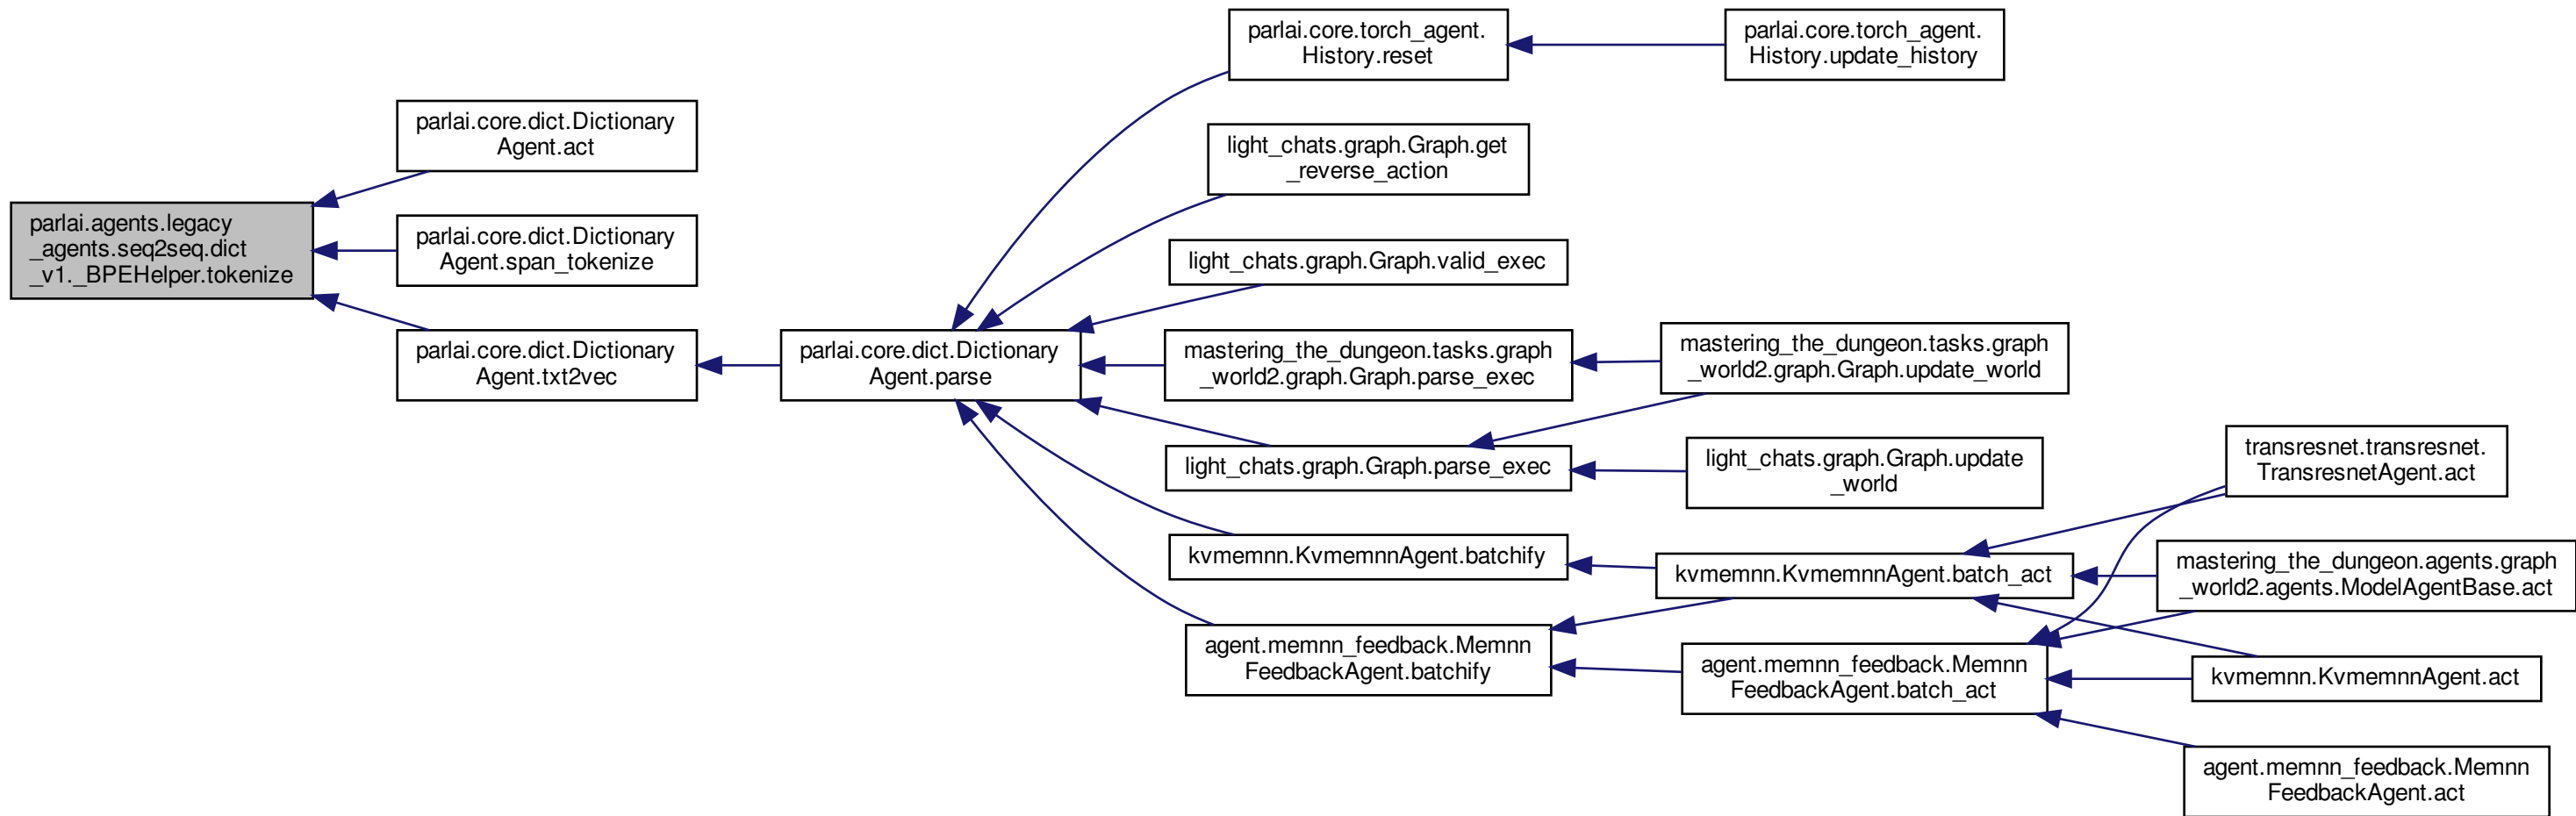 parlai.agents.legacy
_agents.seq2seq.dict
_v1._BPEHelper.tokenize
parlai.core.dict.Dictionary
Agent.act
parlai.core.dict.Dictionary
Agent.span_tokenize
parlai.core.dict.Dictionary
Agent.txt2vec
parlai.core.dict.Dictionary
Agent.parse
parlai.core.torch_agent.
History.reset
parlai.core.torch_agent.
History.update_history
light_chats.graph.Graph.get
_reverse_action
light_chats.graph.Graph.valid_exec
mastering_the_dungeon.tasks.graph
_world2.graph.Graph.parse_exec
mastering_the_dungeon.tasks.graph
_world2.graph.Graph.update_world
light_chats.graph.Graph.parse_exec
light_chats.graph.Graph.update
_world
kvmemnn.KvmemnnAgent.batchify
kvmemnn.KvmemnnAgent.batch_act
agent.memnn_feedback.Memnn
FeedbackAgent.batchify
agent.memnn_feedback.Memnn
FeedbackAgent.batch_act
transresnet.transresnet.
TransresnetAgent.act
mastering_the_dungeon.agents.graph
_world2.agents.ModelAgentBase.act
kvmemnn.KvmemnnAgent.act
agent.memnn_feedback.Memnn
FeedbackAgent.act